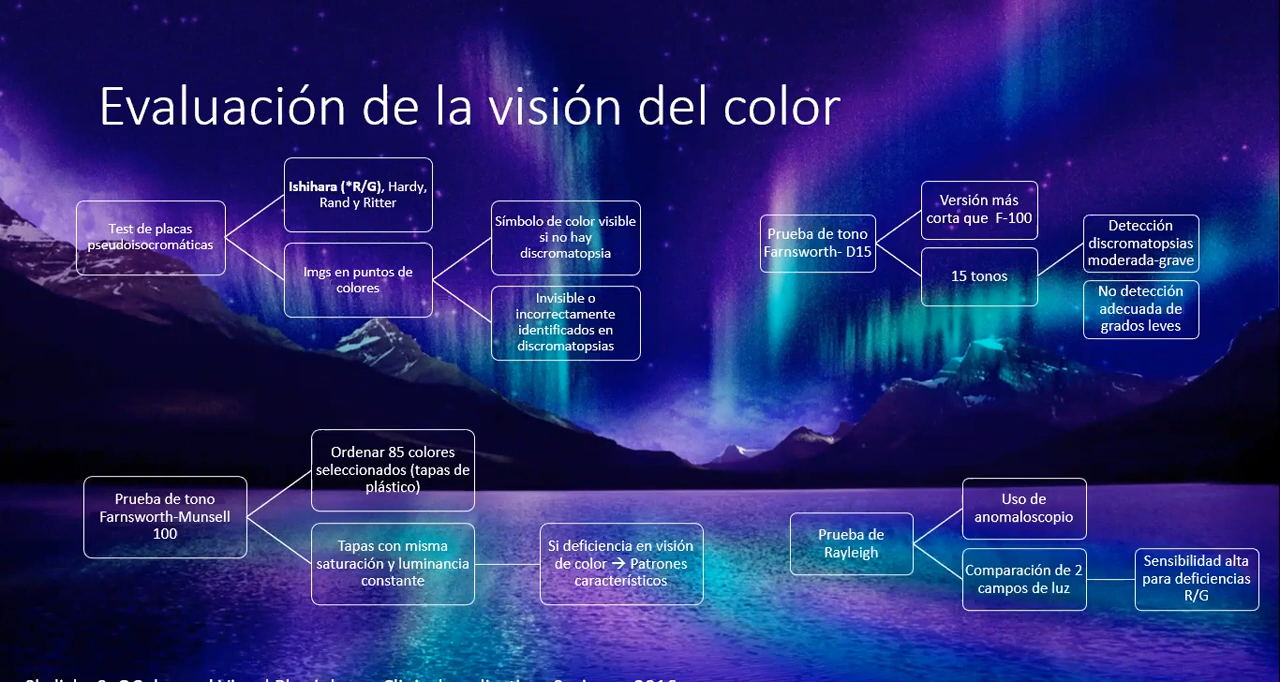 Evaluación de la visión del color
Test de placas
pseudoisocromáticas
Ishihara (*R/G), Hardy,
Rand y Ritter
Imgs en puntos de
colores
Símbolo de color visible
si no hay
discromatopsia
Invisible o
incorrectamente
identificados en
discromatopsias
Prueba de tono
Farnsworth- D15
Versión más
corta que F-100
15 tonos
Detección
discromatopsias
moderada-grave
No detección
adecuada de
grados leves
Prueba de tono
Farnsworth-Munsell
100
Ordenar 85 colores
seleccionados (tapas de
plástico)
Tapas con misma
saturación y luminancia
constante
Si deficiencia en visión
de color → Patrones
característicos
Prueba de
Rayleigh
Uso de
anomaloscopio
Comparación de 2
campos de luz
Sensibilidad alta
para deficiencias
R/G